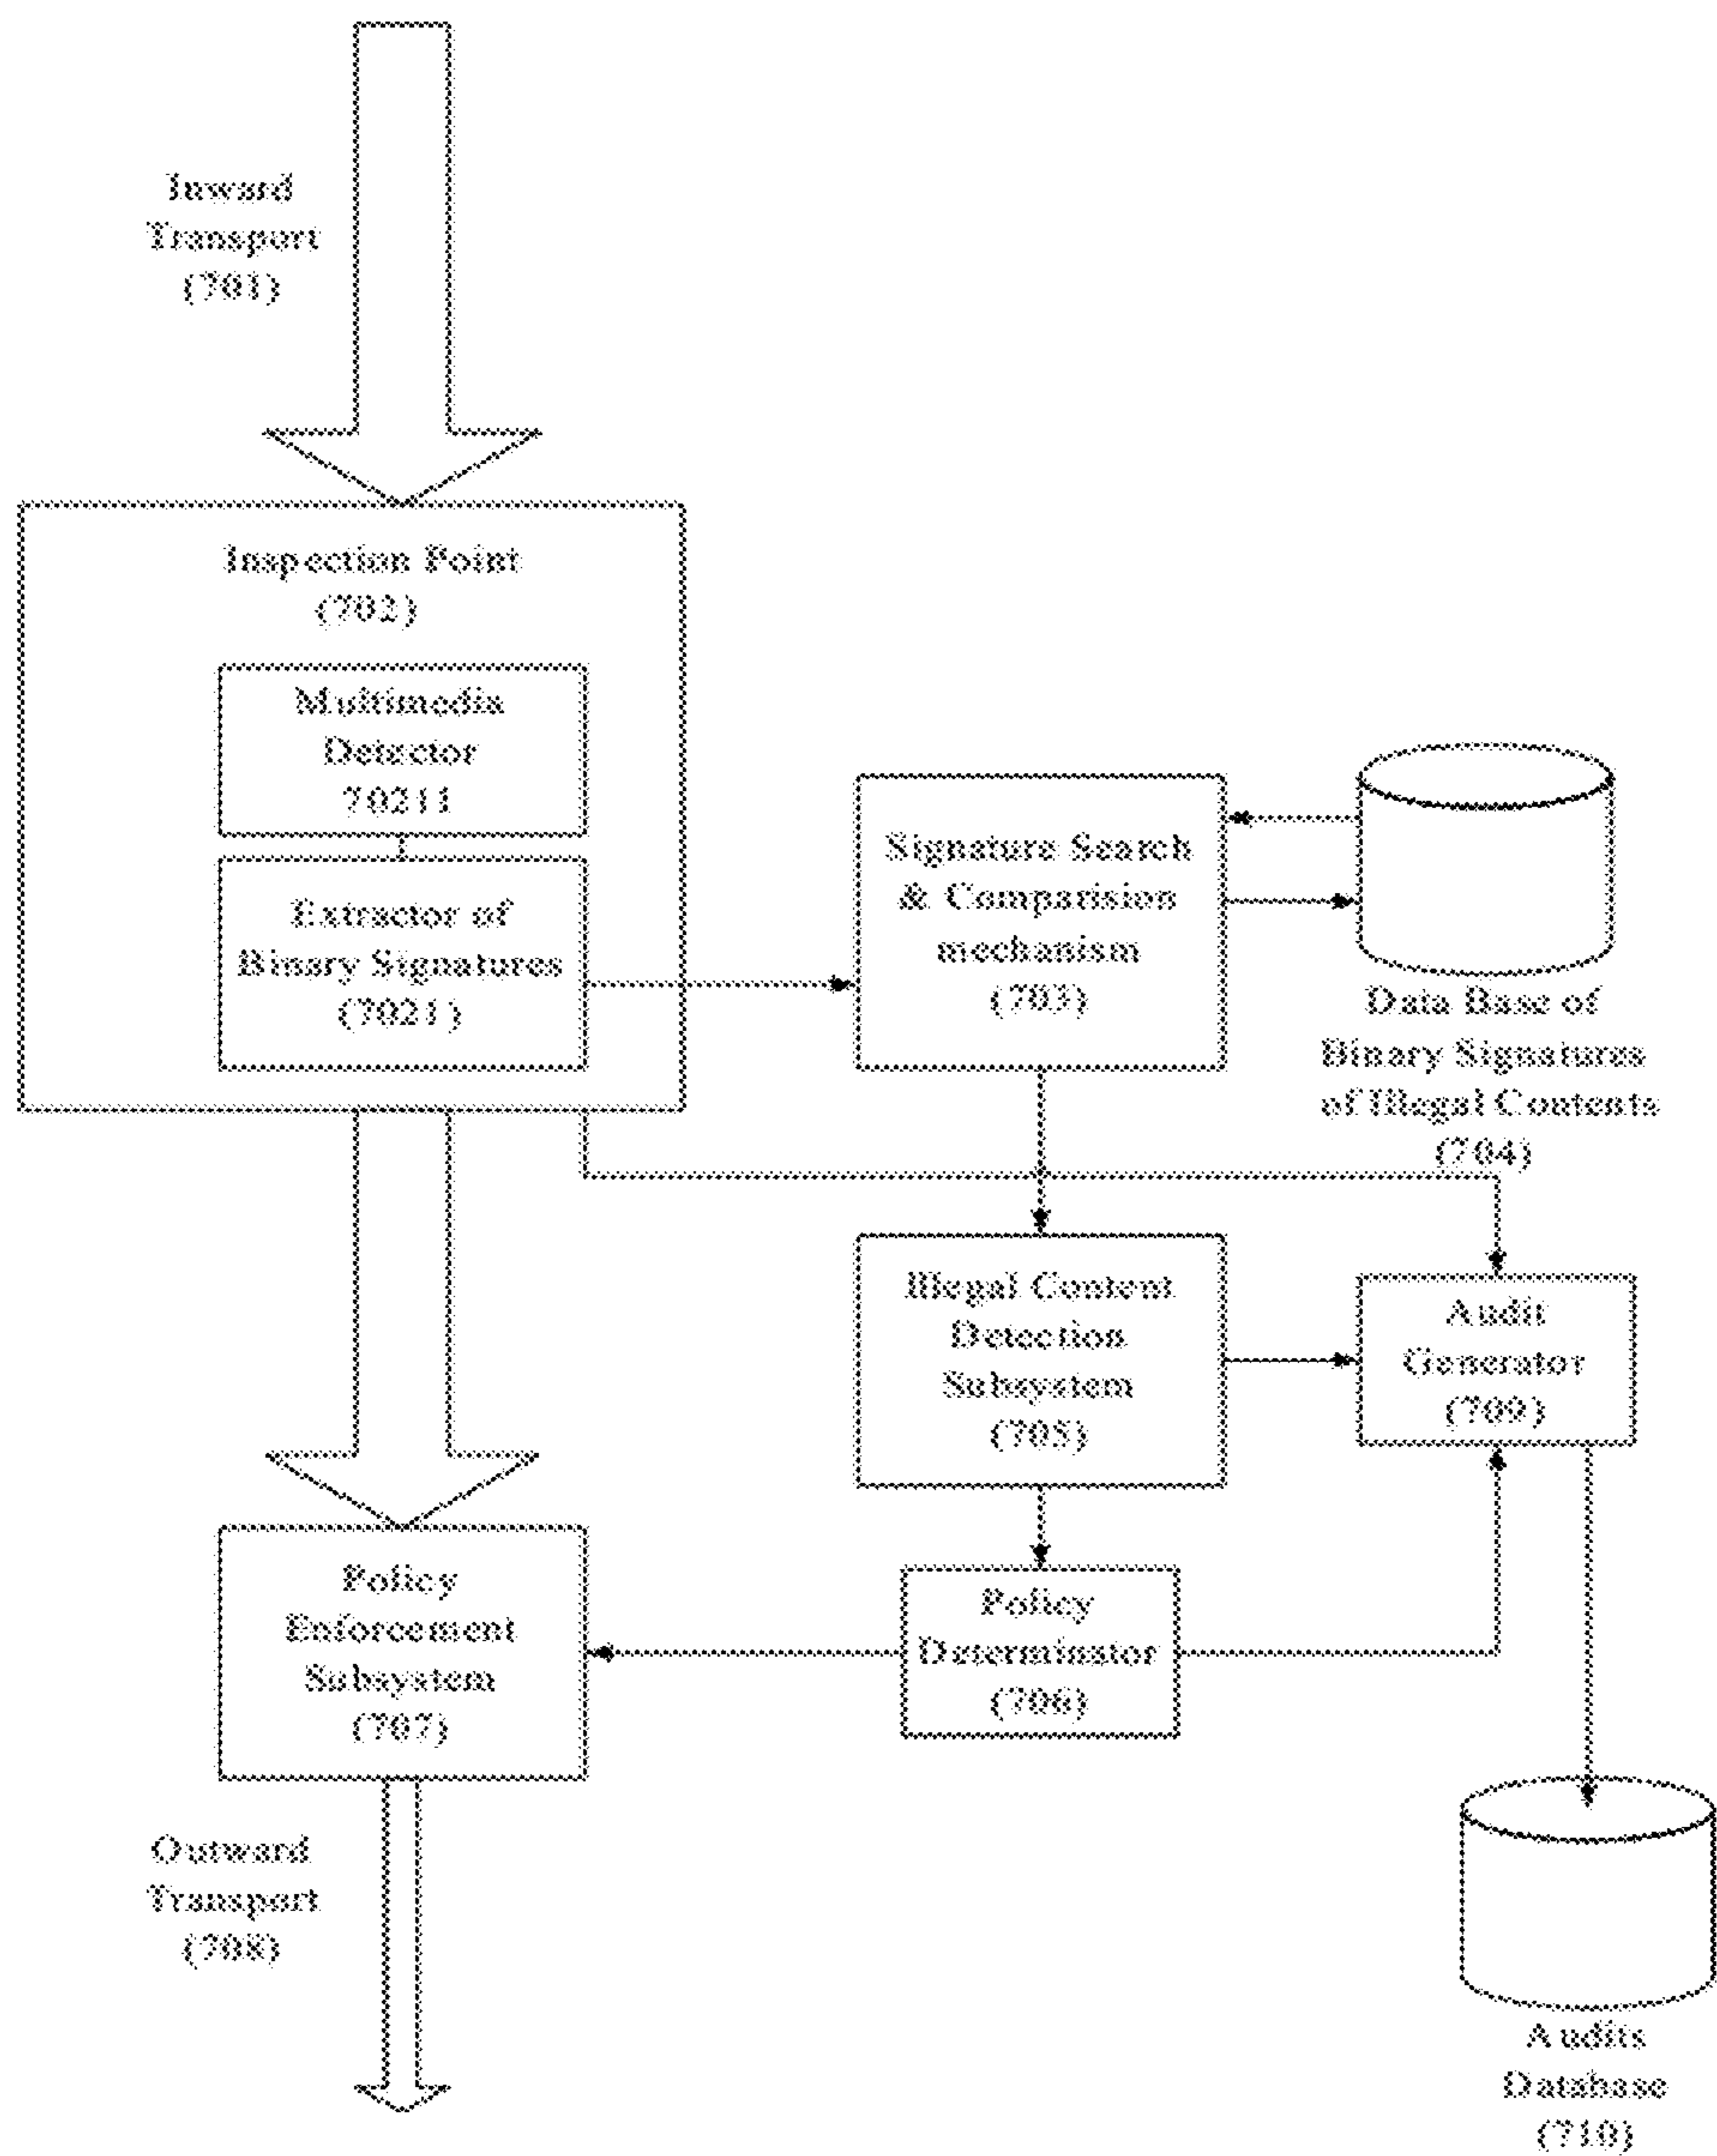 Inward
Transport
(701)
Inspection Point
(702)
Multimedia
Detector
70211
Extractor of
Binary Signatures
(7021)
Signature Search
& Comparision
mechanism
(703)
Data Base of
Binary Signatures
of Illegal Contents
(704)
Illegal Content
Detection
Subsystem
(705)
Audit
Generator
(709)
Policy
Enforcement
Subsystem
(707)
Policy
Determinator
(706)
Outward
Transport
(708)
Audits
Database
(710)